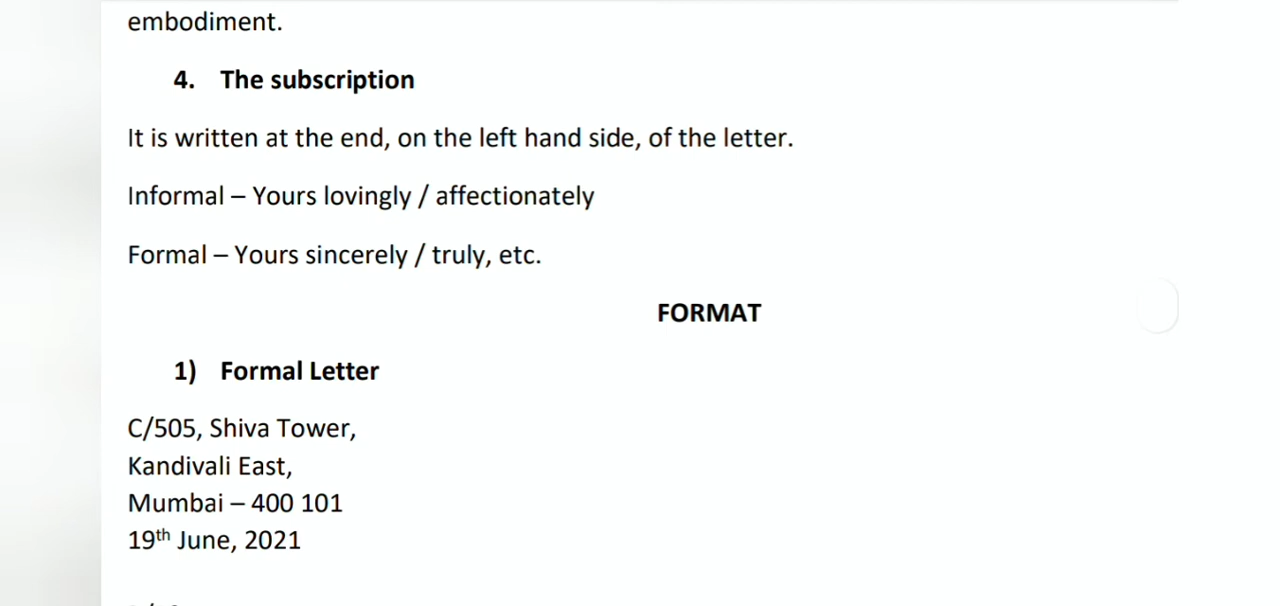 embodiment.
4. The subscription
It is written at the end, on the left hand side, of the letter.
Informal – Yours lovingly / affectionately
Formal – Yours sincerely / truly, etc.
FORMAT
1) Formal Letter
C/505, Shiva Tower,
Kandivali East,
Mumbai – 400 101
19th June, 2021